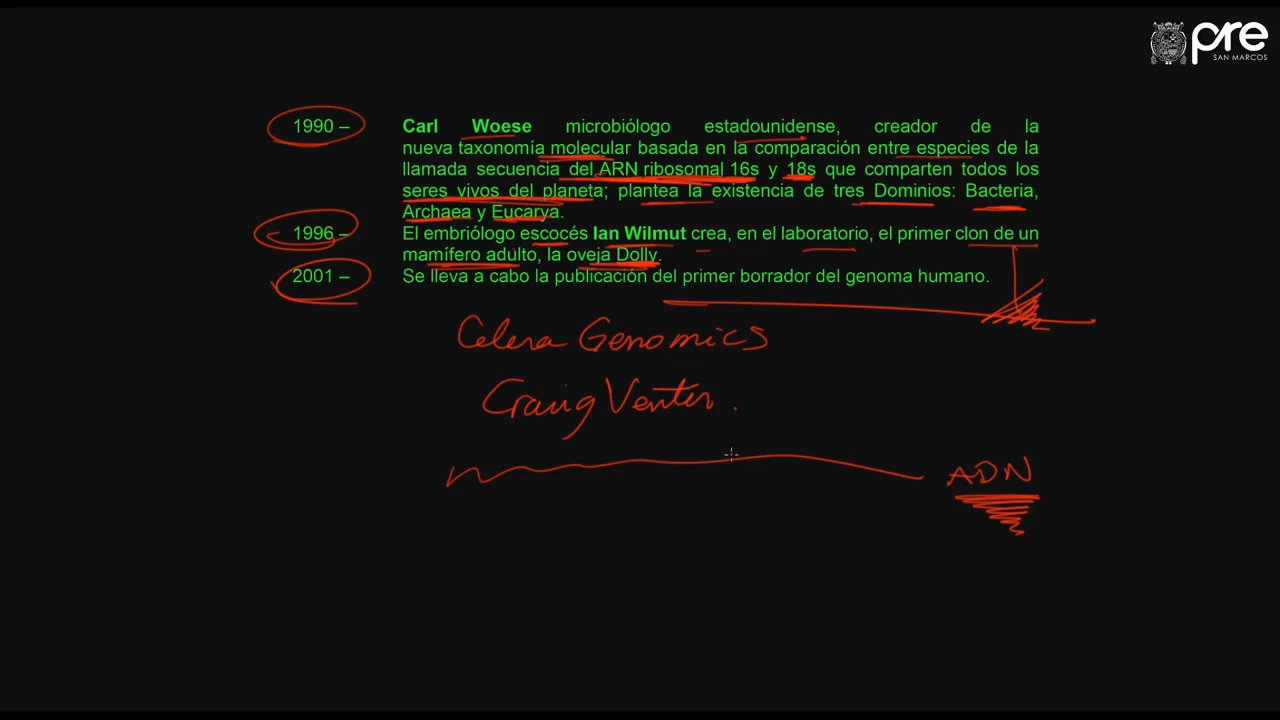 pre
SAN MARCOS
1990 – Carl Woese microbiólogo estadounidense, creador de la
nueva taxonomía molecular basada en la comparación entre especies de la
llamada secuencia del ARN ribosomal 16s y 18s que comparten todos los
seres vivos del planeta; plantea la existencia de tres Dominios: Bacteria,
Archaea y Eucarya.
1996 – El embriólogo escocés Ian Wilmut crea, en el laboratorio, el primer clon de un
mamífero adulto, la oveja Dolly.
2001 – Se lleva a cabo la publicación del primer borrador del genoma humano.
Celera Genomics
Craig Venter.
ADN